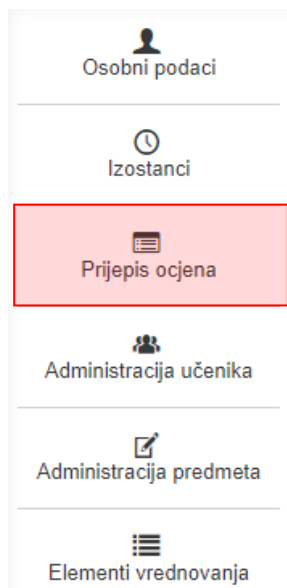 Osobni podaci
Izostanci
Prijepis ocjena
Administracija učenika
Administracija predmeta
Elementi vrednovanja